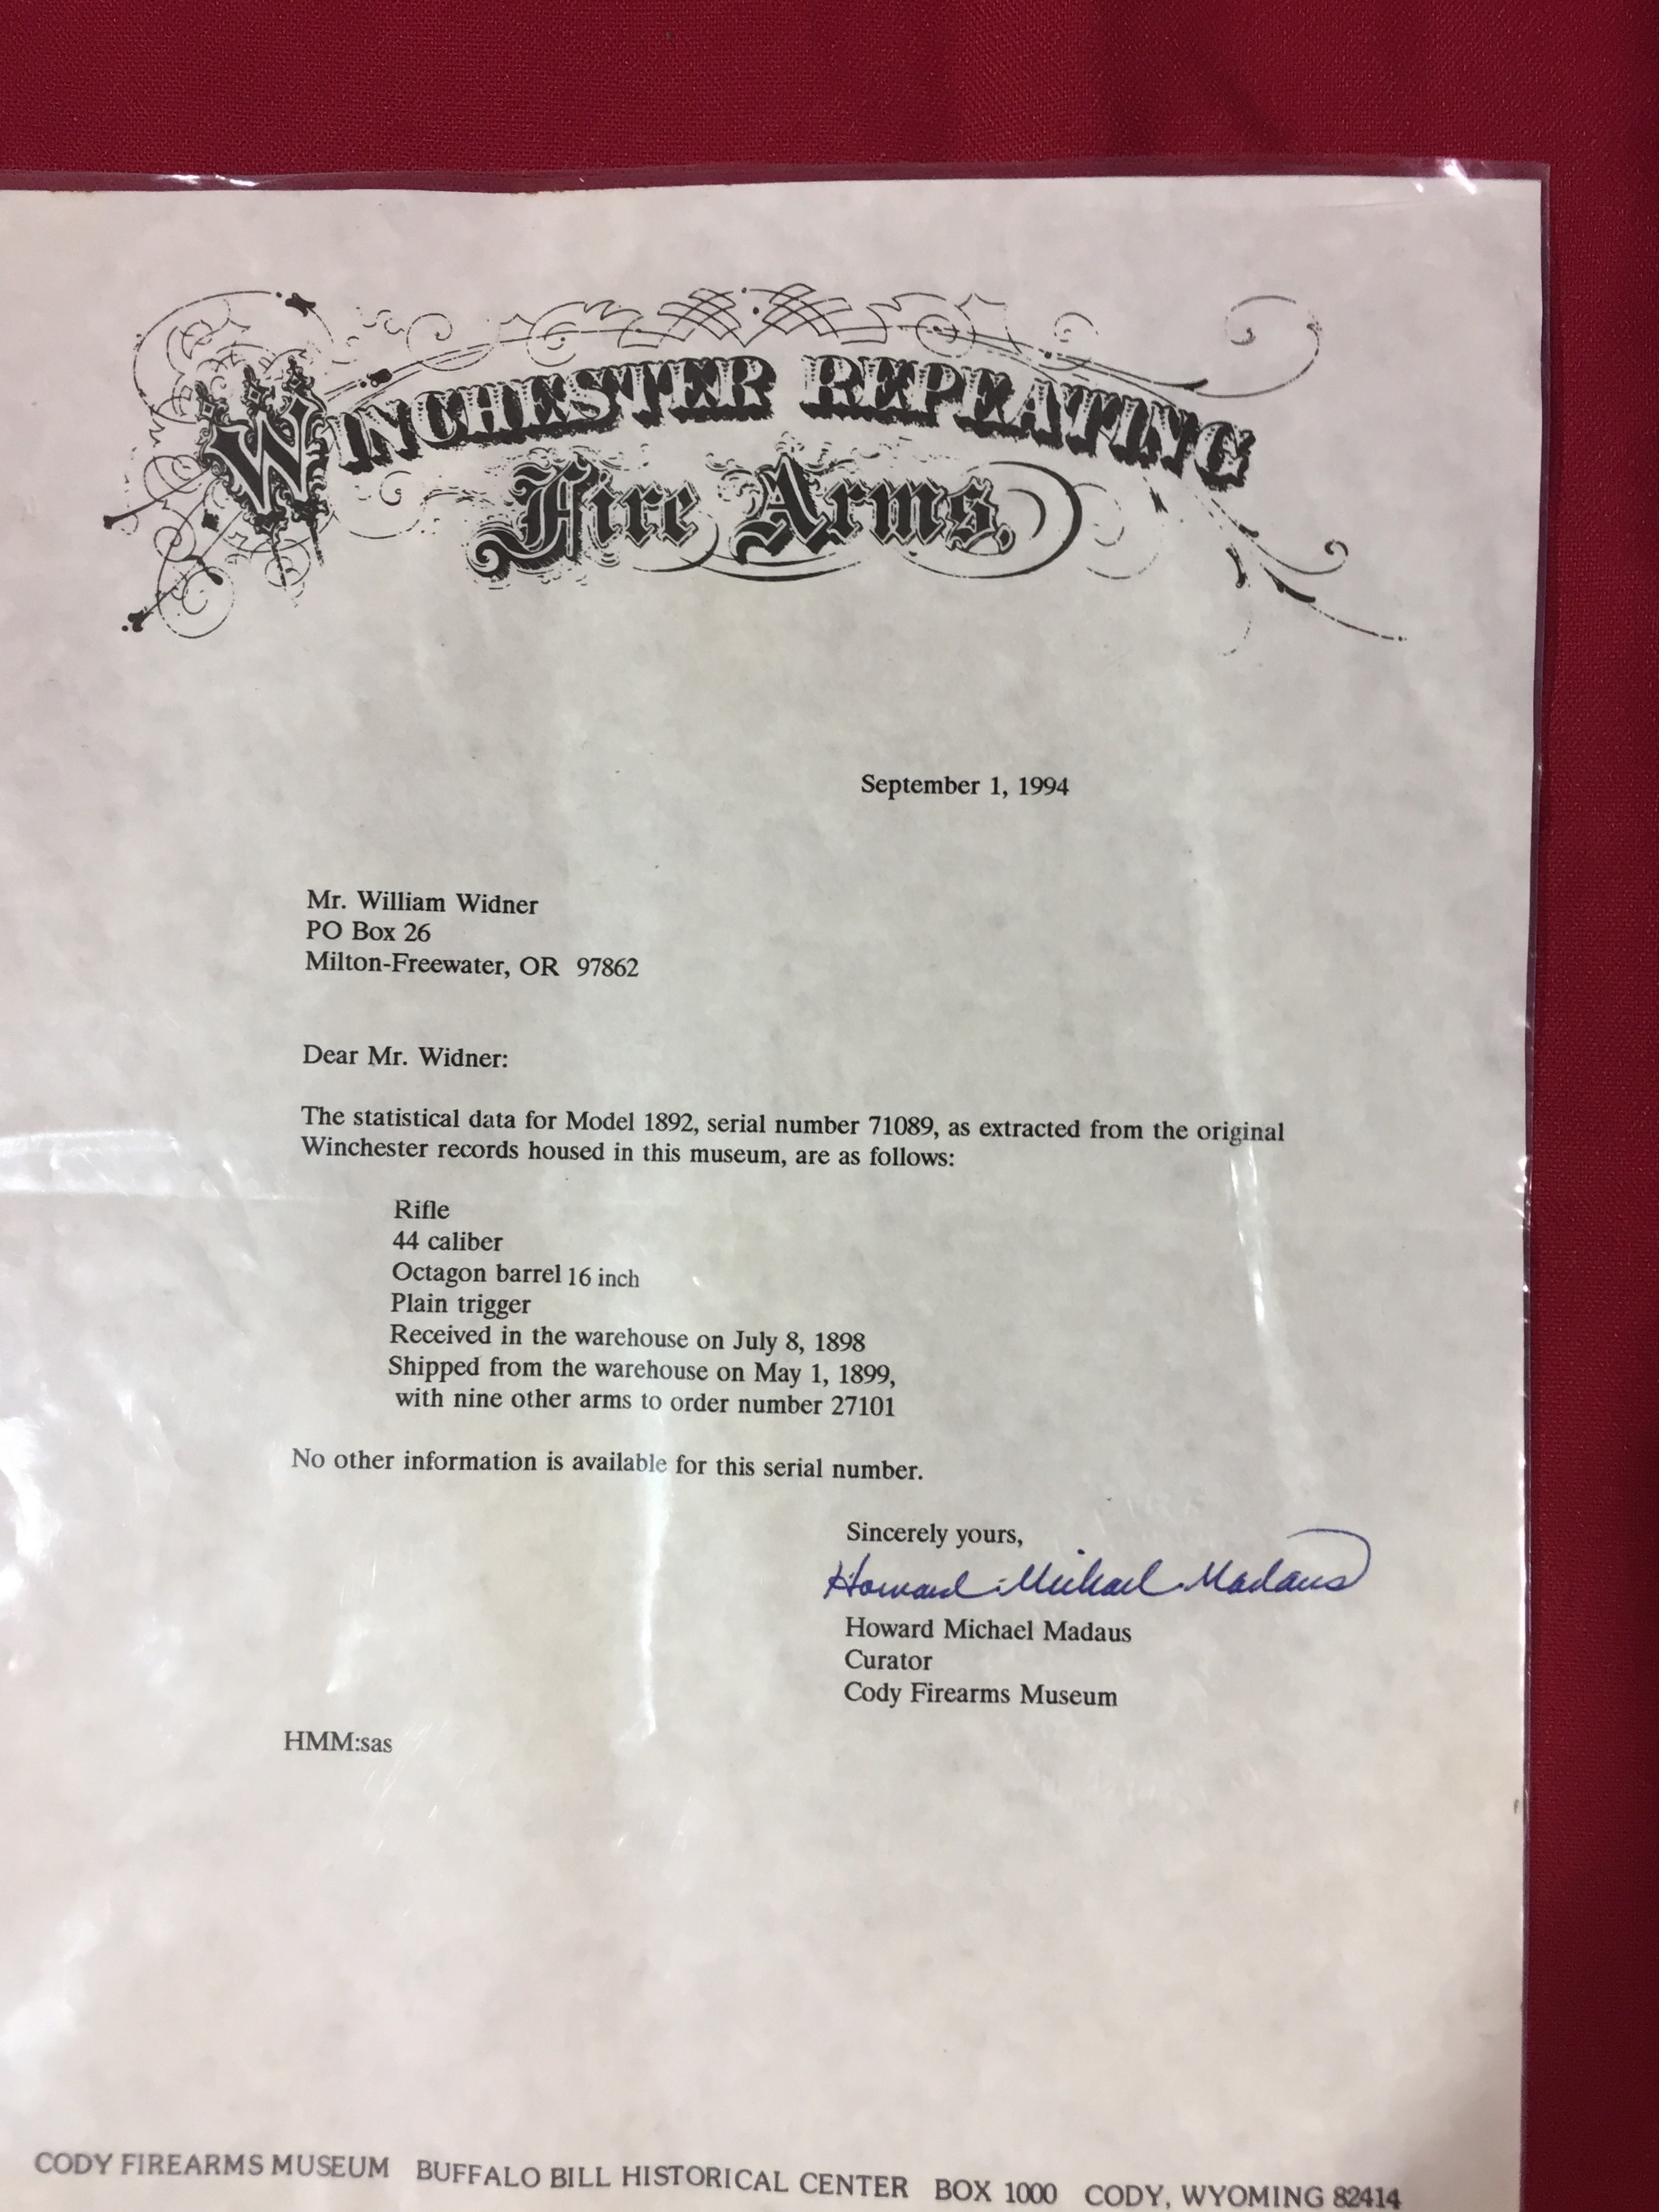 WINCHESTER REPEATING
Fire Arms.
September 1, 1994
Mr. William Widner
PO Box 26
Milton-Freewater, OR 97862
Dear Mr. Widner:
The statistical data for Model 1892, serial number 71089, as extracted from the original
Winchester records housed in this museum, are as follows:
Rifle
44 caliber
Octagon barrel 16 inch
Plain trigger
Received in the warehouse on July 8, 1898
Shipped from the warehouse on May 1, 1899,
with nine other arms to order number 27101
No other information is available for this serial number.
Sincerely yours,
Howard Michael Madaus
Howard Michael Madaus
Curator
Cody Firearms Museum
HMM:sas
CODY FIREARMS MUSEUM BUFFALO BILL HISTORICAL CENTER BOX 1000 CODY, WYOMING 82414